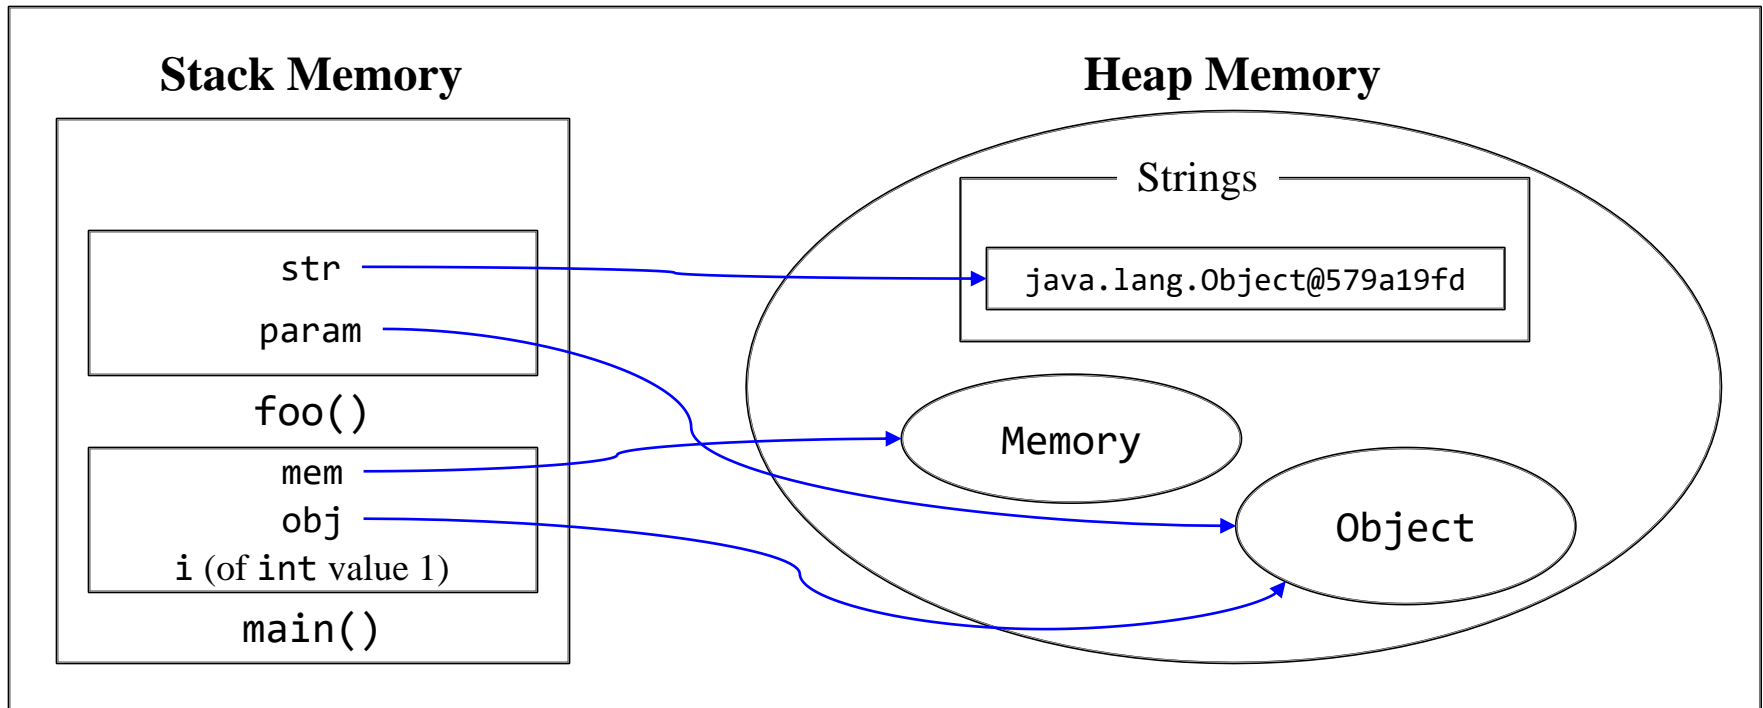 Stack Memory
str
param
foo()
mem
obj
i (of int value 1)
main()
Heap Memory
Strings
java.lang.Object@579a19fd
Memory
Object